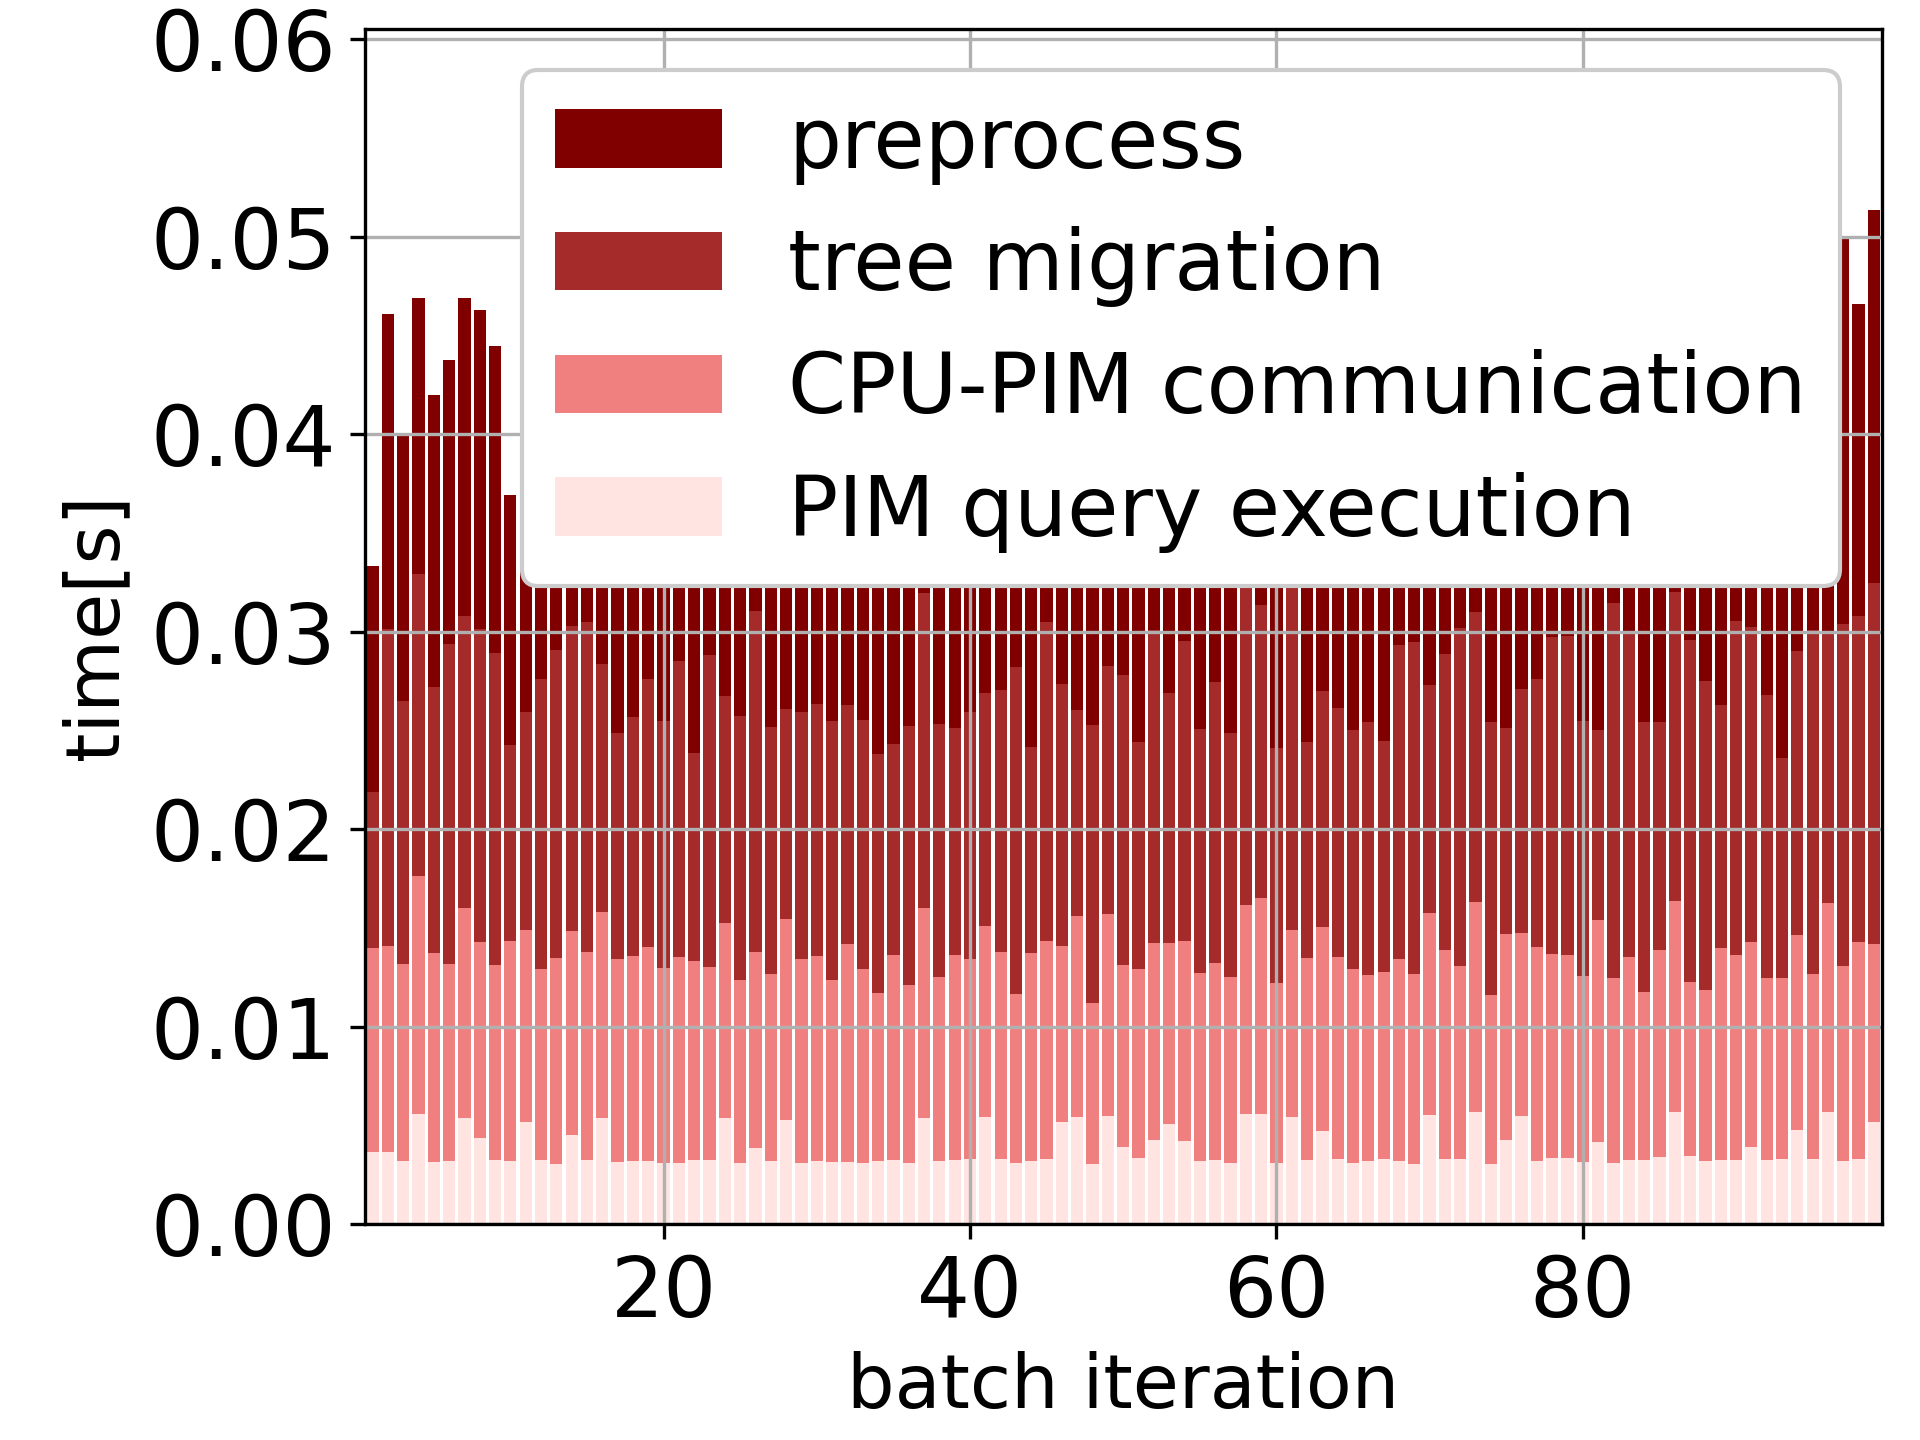 0.06
0.05
0.04
0.03
0.02
0.01
0.00
time[s]
preprocess
tree migration
CPU-PIM communication
PIM query execution
20 40 60 80
batch iteration